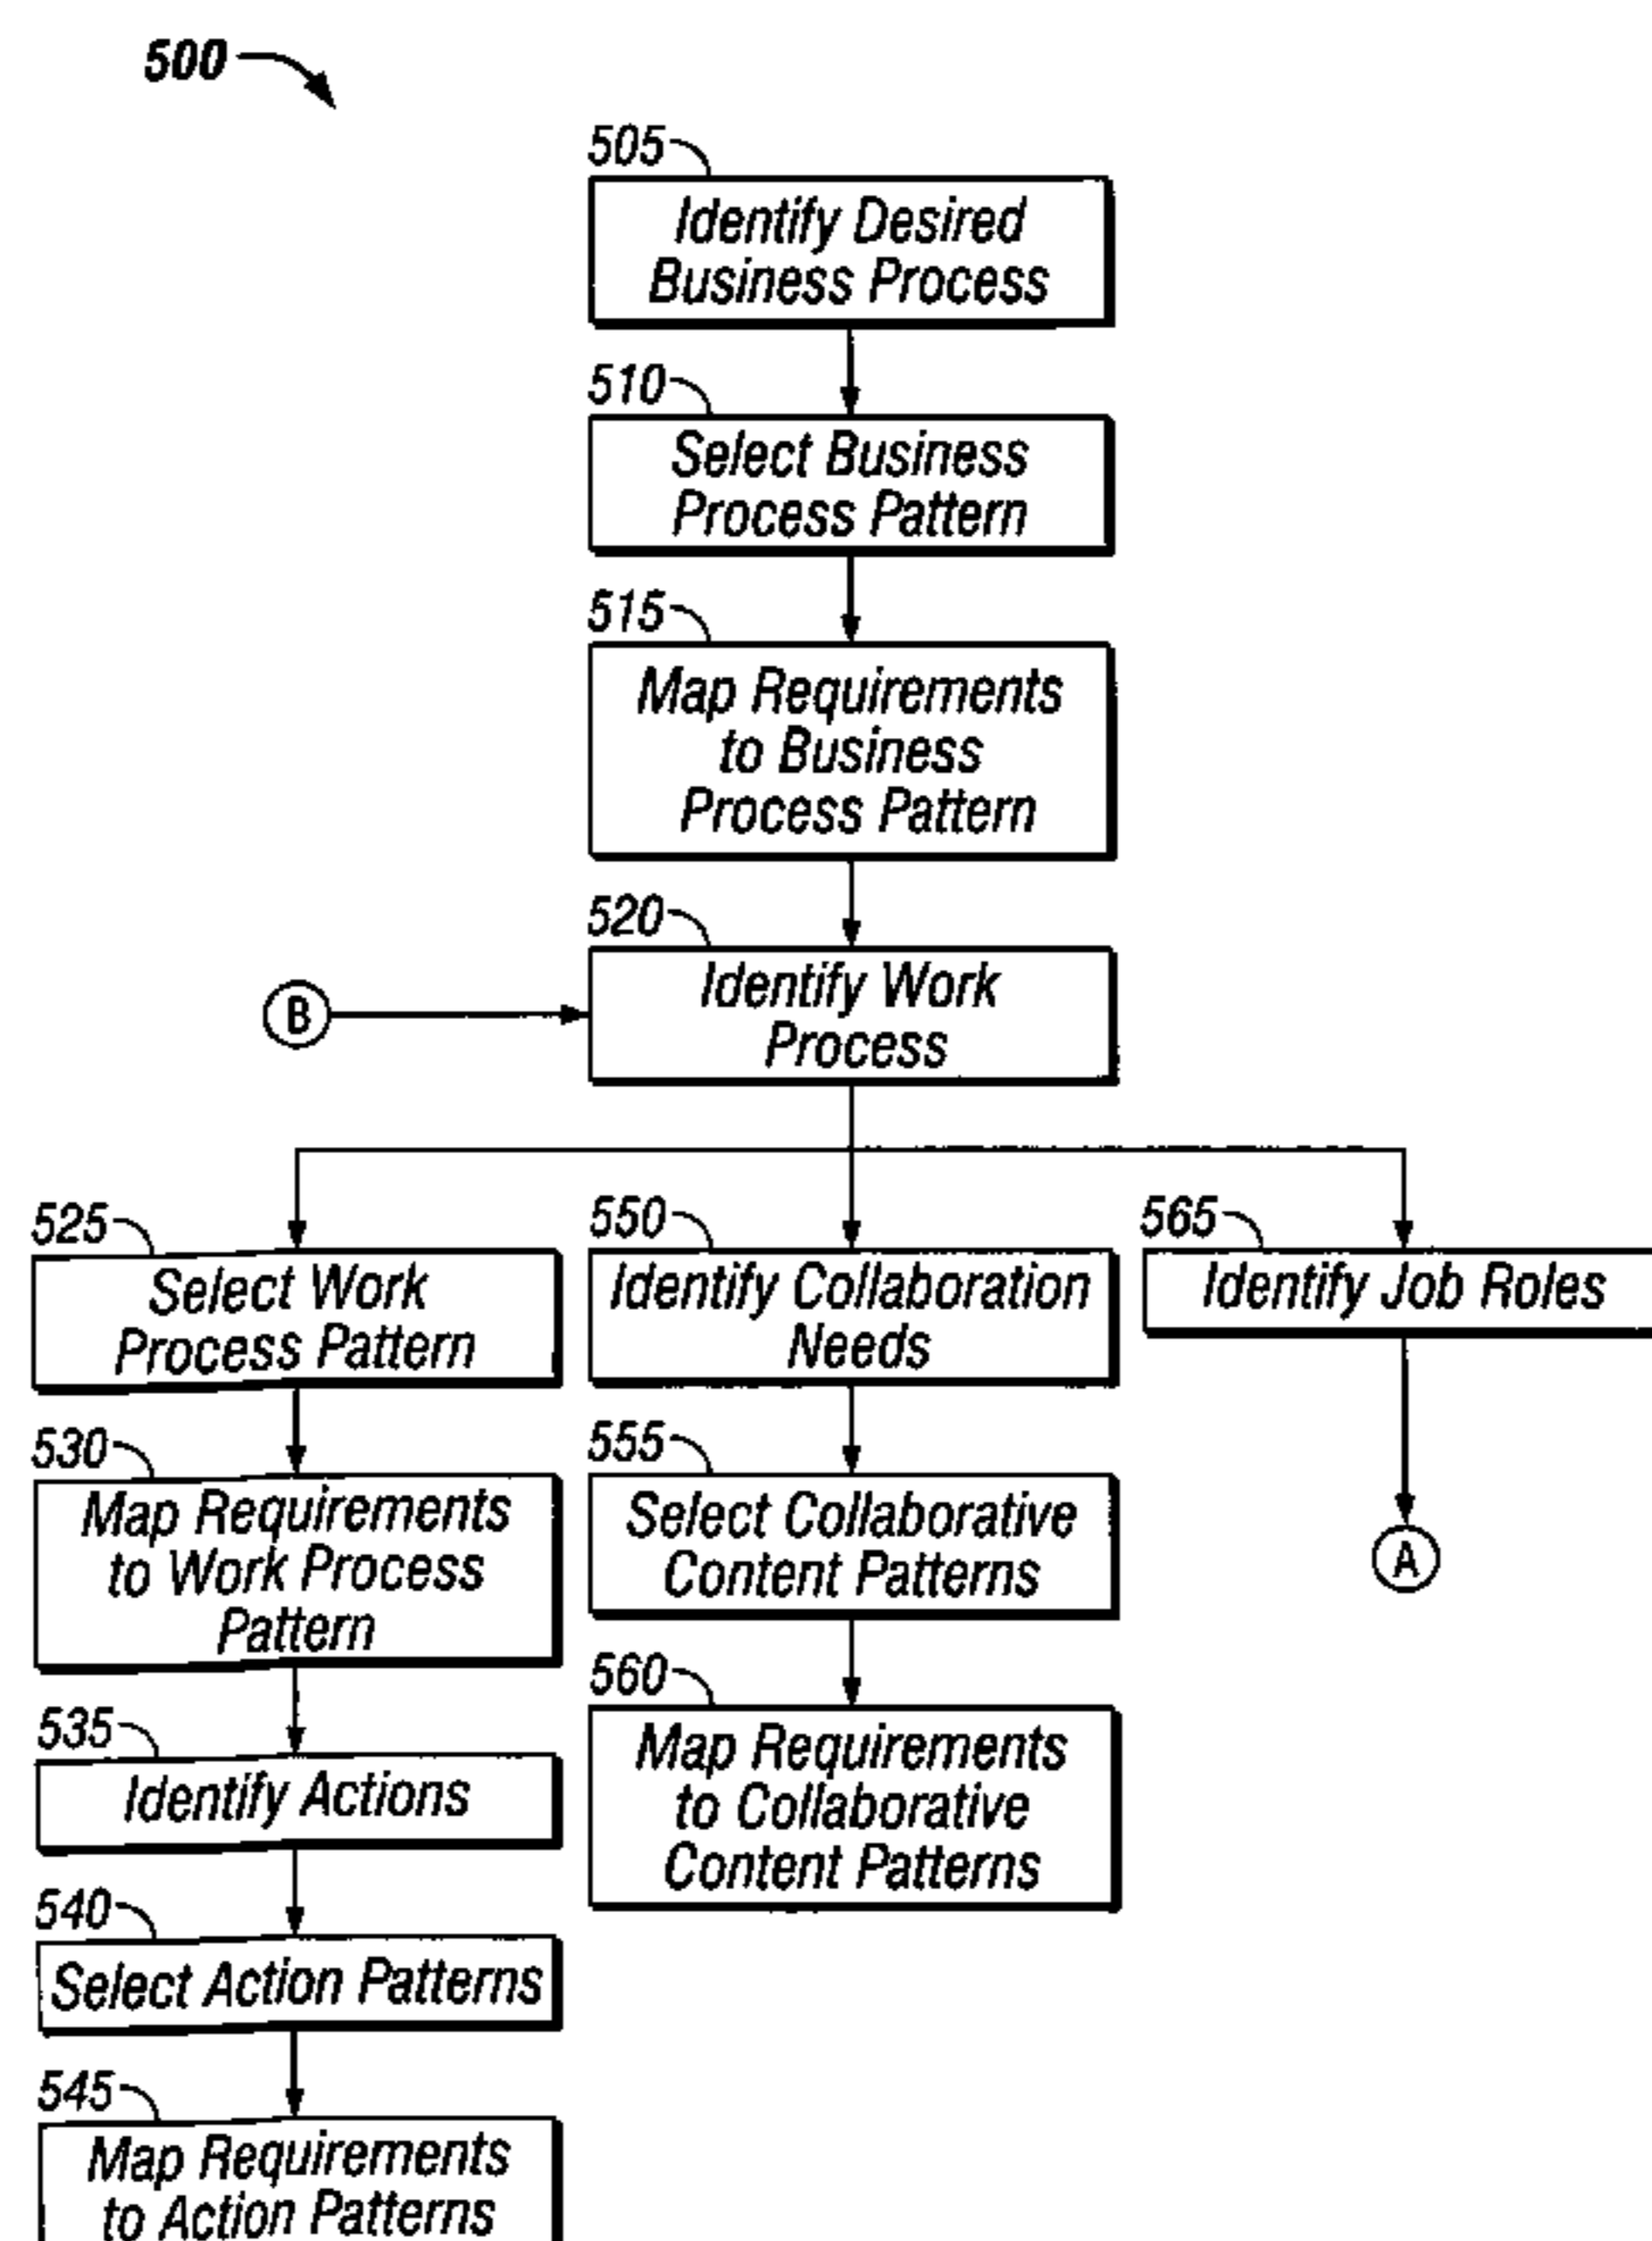 500
505
Identify Desired
Business Process
510
Select Business
Process Pattern
515
Map Requirements
to Business
Process Pattern
520
Identify Work
Process
B
525
Select Work
Process Pattern
530
Map Requirements
to Work Process
Pattern
535
Identify Actions
540
Select Action Patterns
545
Map Requirements
to Action Patterns
550
Identify Collaboration
Needs
555
Select Collaborative
Content Patterns
560
Map Requirements
to Collaborative
Content Patterns
565
Identify Job Roles
A